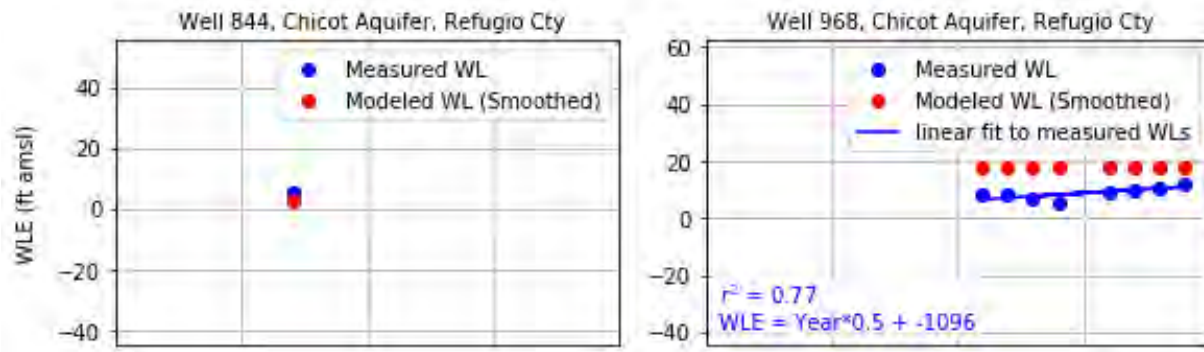 Well 844, Chicot Aquifer, Refugio Cty
Measured WL
Modeled WL (Smoothed)
40
20
0
−20
−40
WLE (ft amsl)
Well 968, Chicot Aquifer, Refugio Cty
Measured WL
Modeled WL (Smoothed)
linear fit to measured WLs
60
40
20
0
−20
−40
r² = 0.77
WLE = Year*0.5 + -1096